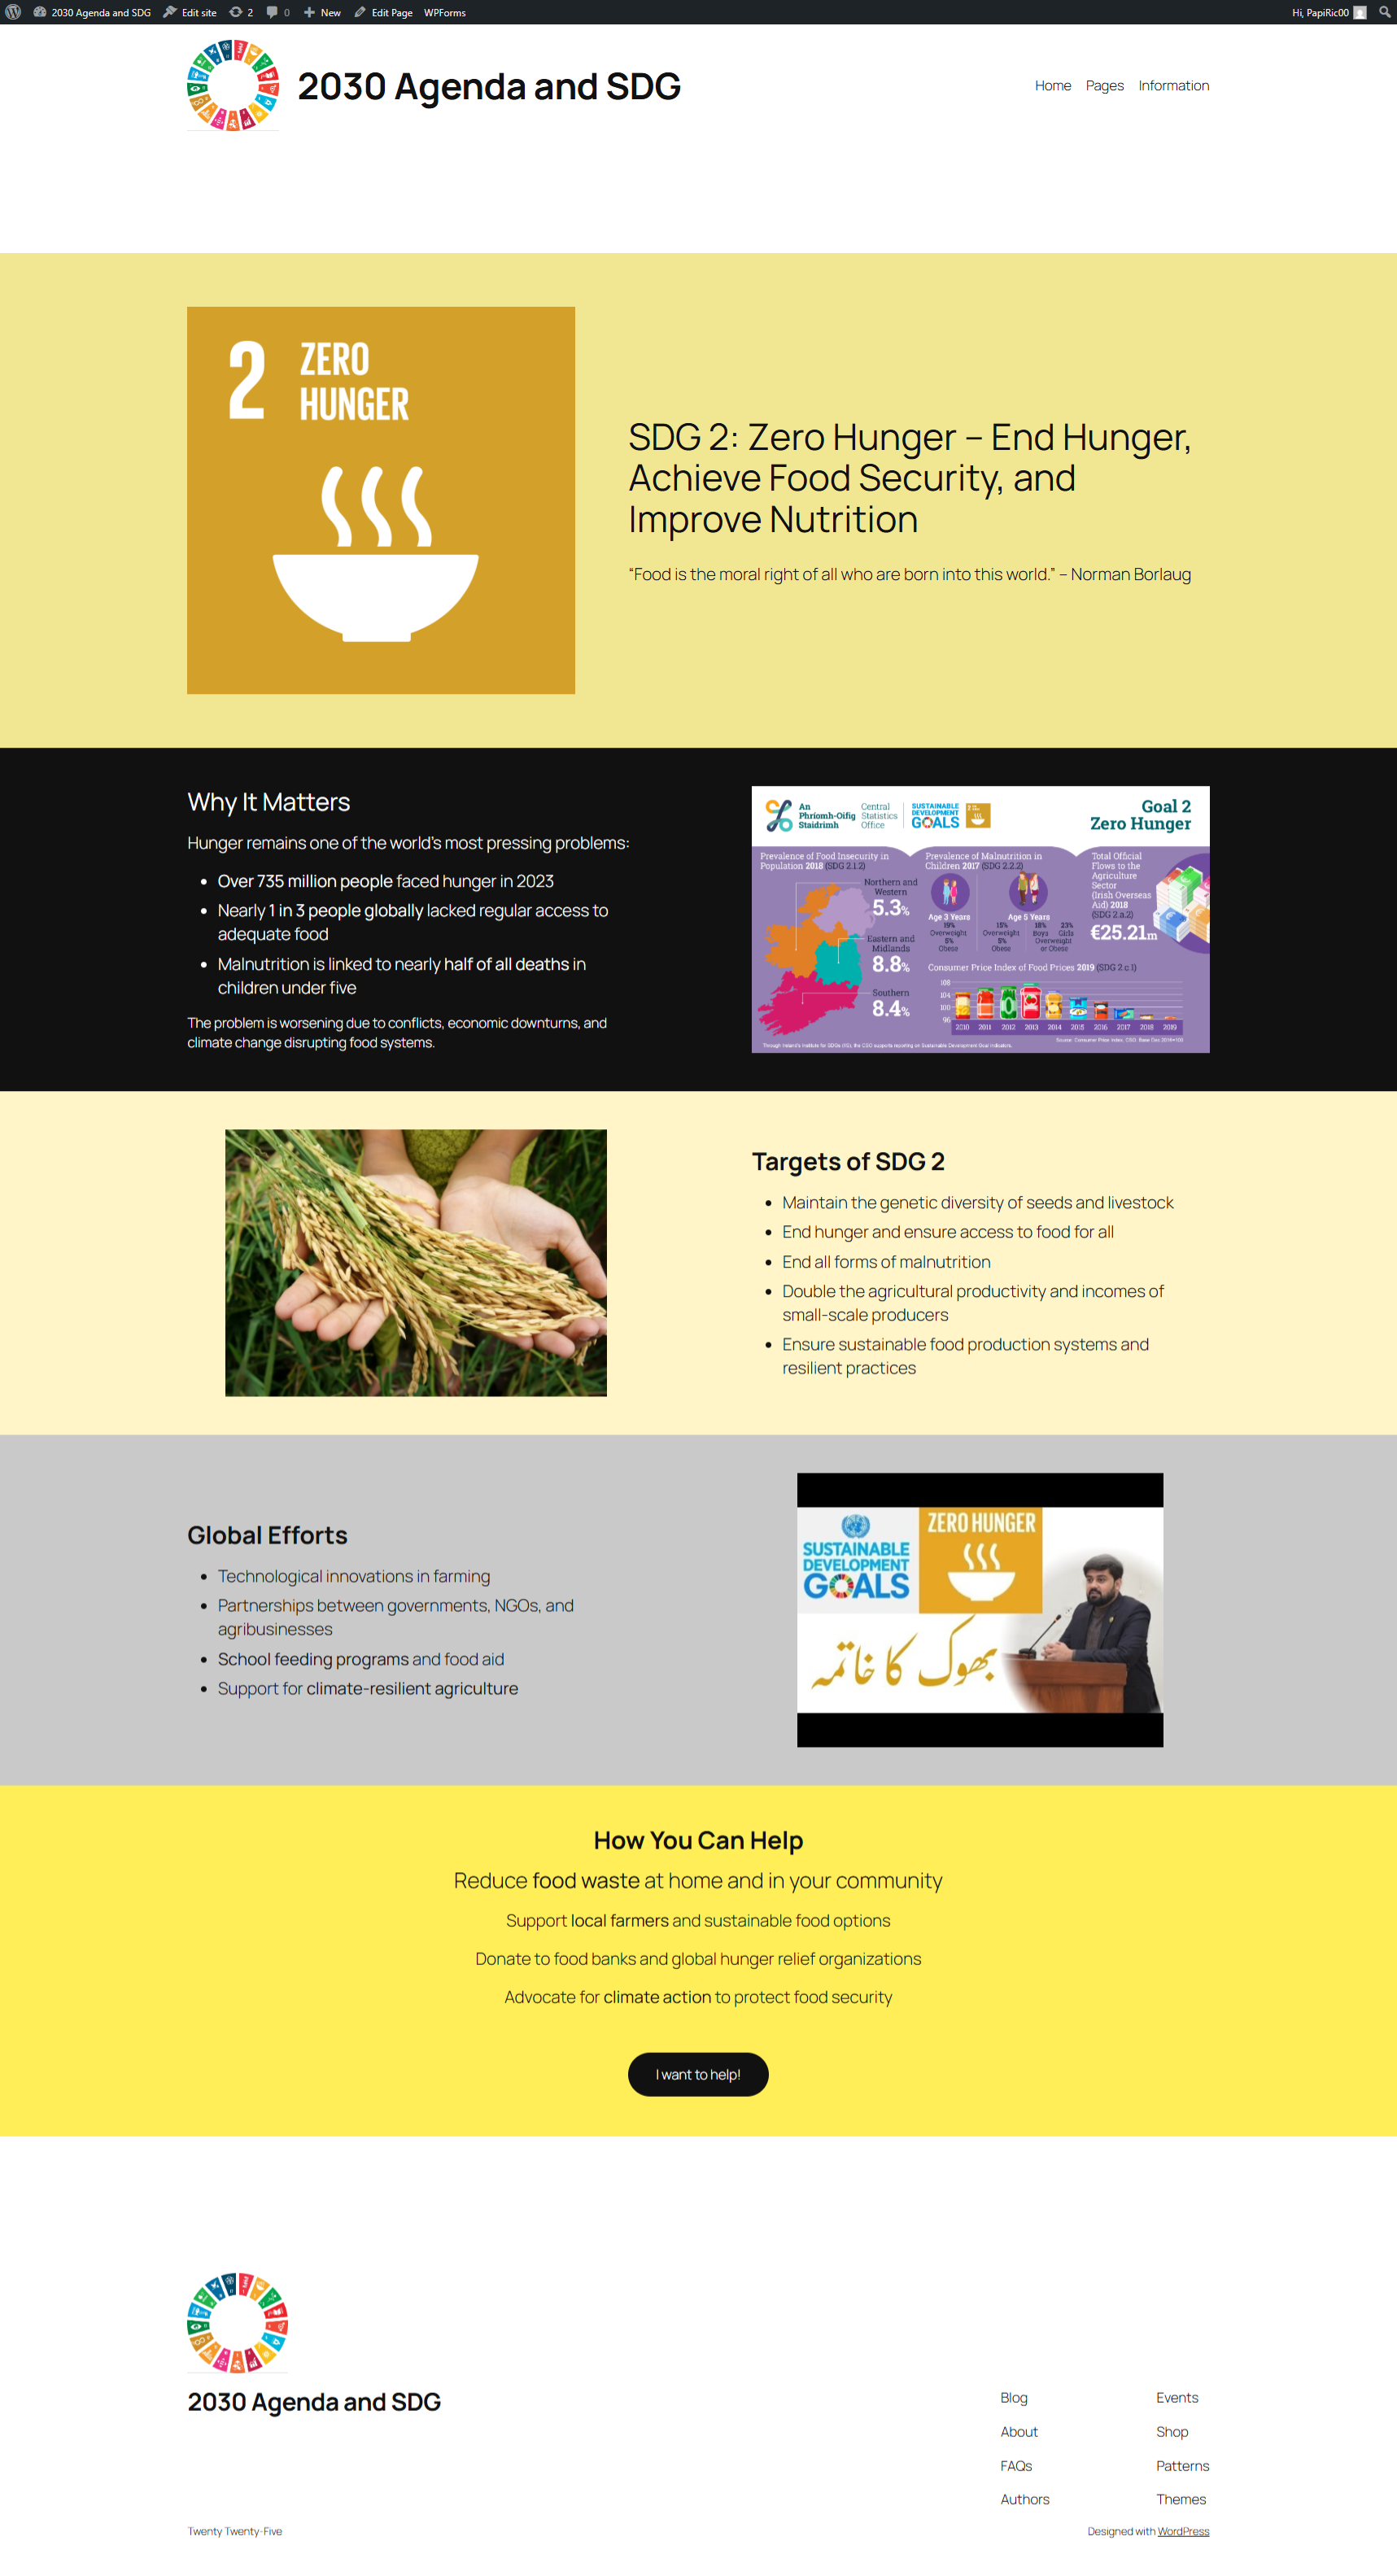 2030 Agenda and SDG Edit site 2 0 New Edit Page WPForms Hi, PapiRic00
2030 Agenda and SDG
Home Pages Information
2 ZERO
HUNGER
SDG 2: Zero Hunger – End Hunger,
Achieve Food Security, and
Improve Nutrition
“Food is the moral right of all who are born into this world.” – Norman Borlaug
Why It Matters
Hunger remains one of the world's most pressing problems:
Over 735 million people faced hunger in 2023
Nearly 1 in 3 people globally lacked regular access to
adequate food
Malnutrition is linked to nearly half of all deaths in
children under five
The problem is worsening due to conflicts, economic downturns, and
climate change disrupting food systems.
An
Phríomh-Oifig
Staidrimh
Central
Statistics
Office
SUSTAINABLE
DEVELOPMENT
GOALS
Goal 2
Zero Hunger
Prevalence of Food Insecurity in
Population 2018 (SDG 2.1.2)
Northern and
Western
5.3%
Eastern and
Midlands
8.8%
Southern
8.4%
Prevalence of Malnutrition in
Children 2017 (SDG 2.2.2)
Age 3 Years
19%
Overweight
5%
Obese
Age 5 Years
15%
Overweight
5%
Obese
18% 23%
Boys Girls
Overweight
or Obese
Total Official
Flows to the
Agriculture
Sector
(Irish Overseas
Aid) 2018
(SDG 2.a.2)
€25.21m
Consumer Price Index of Food Prices 2019 (SDG 2.c.1)
108
104
100
96
2010 2011 2012 2013 2014 2015 2016 2017 2018 2019
Targets of SDG 2
Maintain the genetic diversity of seeds and livestock
End hunger and ensure access to food for all
End all forms of malnutrition
Double the agricultural productivity and incomes of
small-scale producers
Ensure sustainable food production systems and
resilient practices
Global Efforts
Technological innovations in farming
Partnerships between governments, NGOs, and
agribusinesses
School feeding programs and food aid
Support for climate-resilient agriculture
SUSTAINABLE
DEVELOPMENT
GOALS
ZERO HUNGER
بھوک کا خاتمہ
How You Can Help
Reduce food waste at home and in your community
Support local farmers and sustainable food options
Donate to food banks and global hunger relief organizations
Advocate for climate action to protect food security
I want to help!
2030 Agenda and SDG
Blog
About
FAQs
Authors
Events
Shop
Patterns
Themes
Twenty Twenty-Five
Designed with WordPress